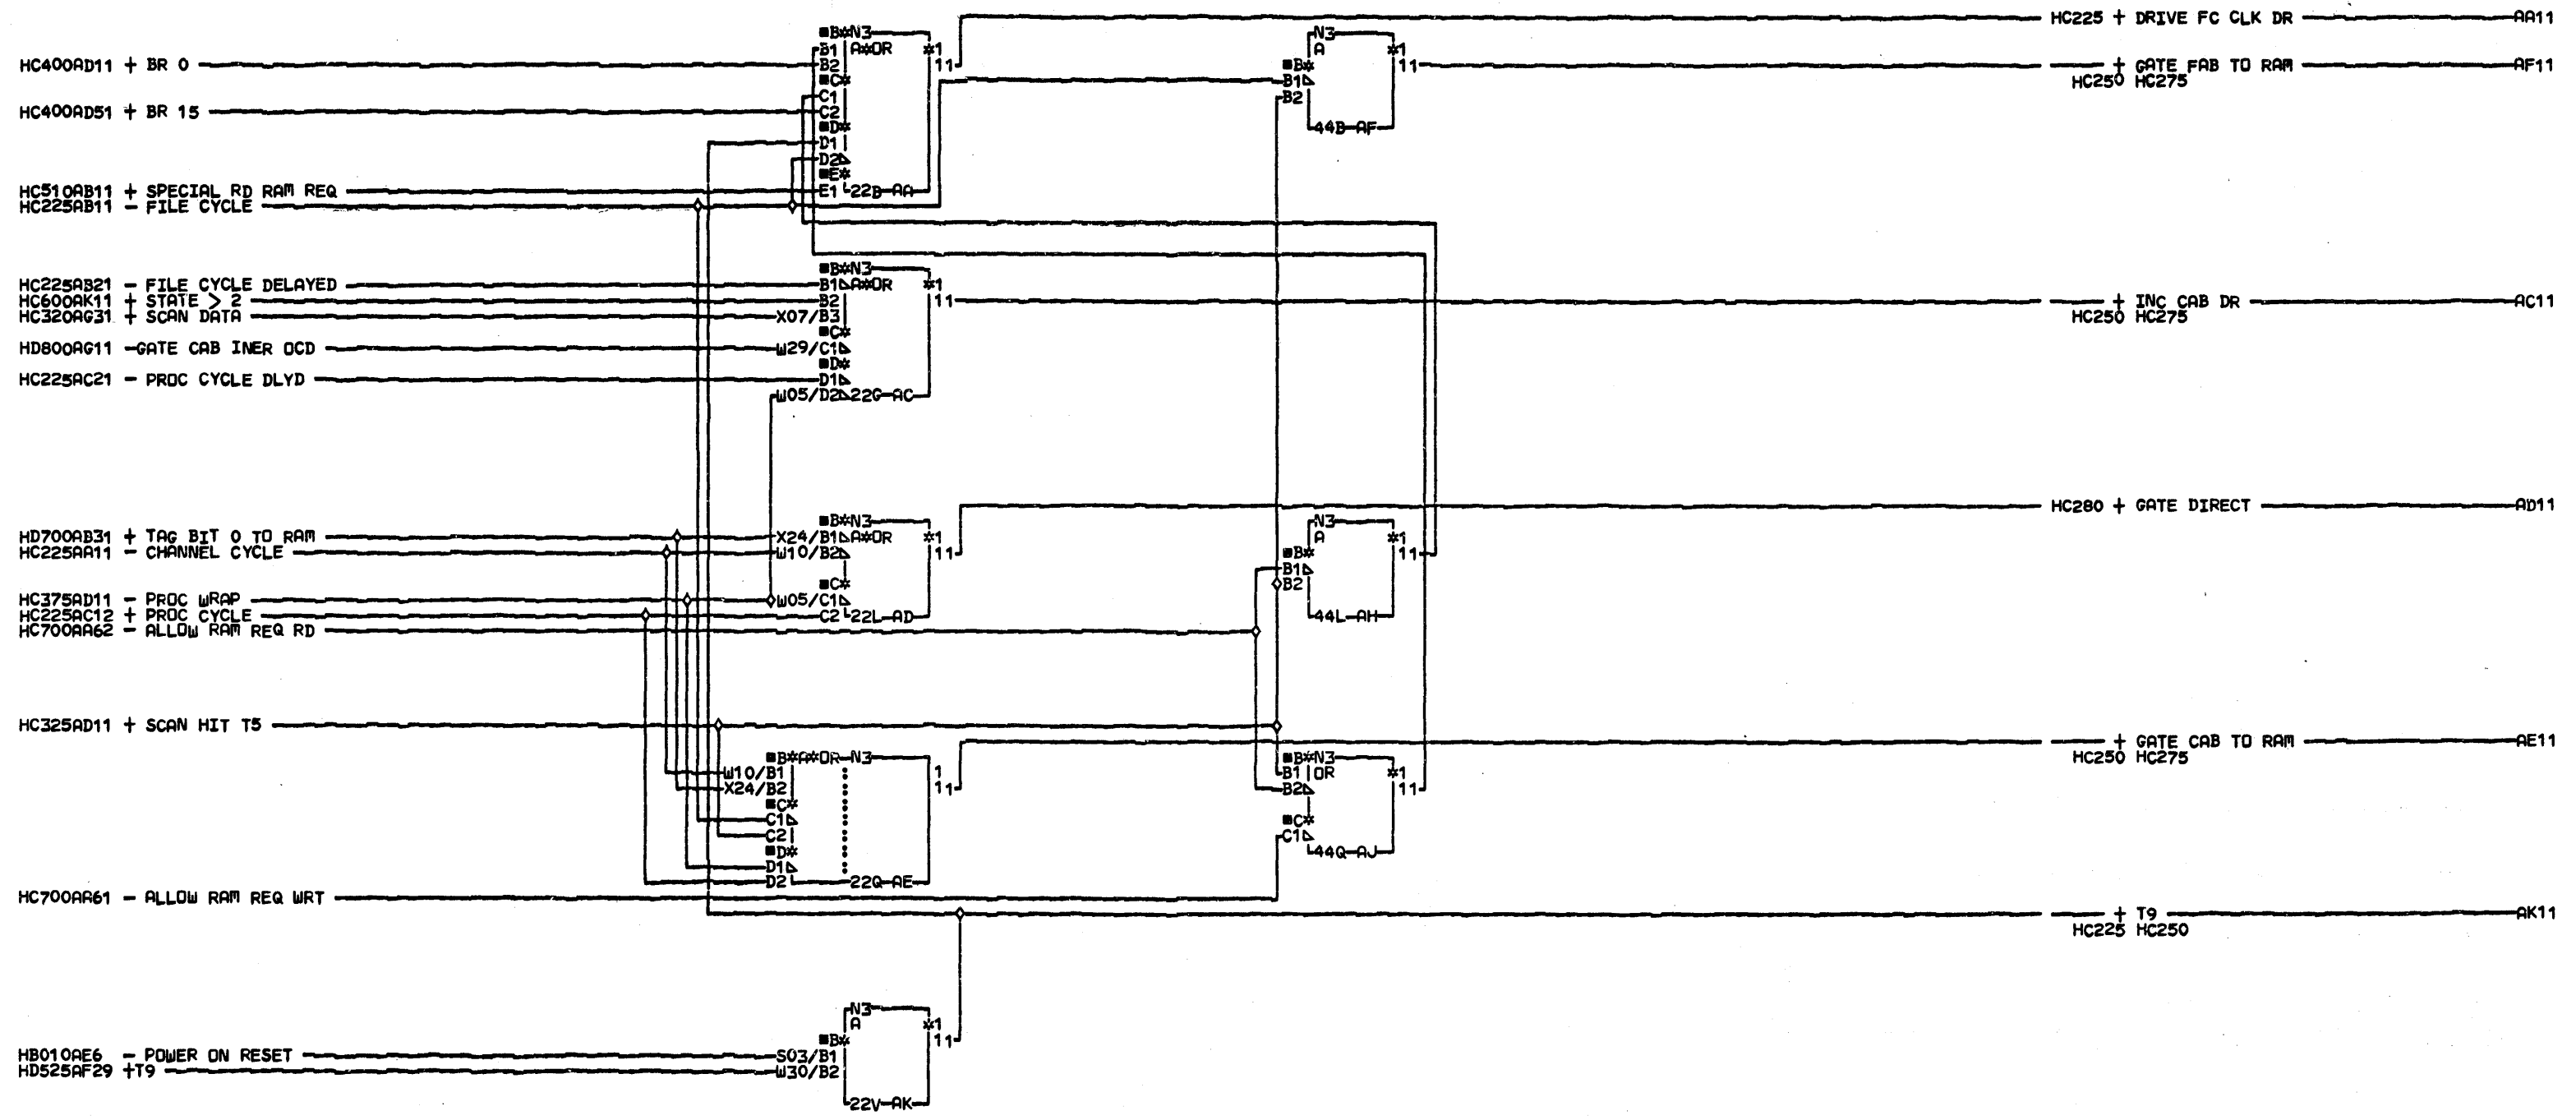 HC225 + DRIVE FC CLK DR AA11
■B*N3
B1 A*OR *1
N3
A *1
HC400AD11 + BR 0 B2 11
■B* 11 + GATE FAB TO RAM AF11
■C*
B1
HC250 HC275
C1
B2
HC400AD51 + BR 15 C2
■D*
44B-AF
D1
D2
■E*
HC510AB11 + SPECIAL RD RAM REQ E1 22B-AA
HC225AB11 - FILE CYCLE
■B*N3
HC225AB21 - FILE CYCLE DELAYED B1 A*OR *1
HC600AK11 + STATE > 2 B2 11 + INC CAB DR AC11
HC320AG31 + SCAN DATA X07/B3 HC250 HC275
■C*
HD800AG11 -GATE CAB INER OCD W29/C1
■D*
HC225AC21 - PROC CYCLE DLYD D1
W05/D2 22G-AC
HC280 + GATE DIRECT AD11
■B*N3 N3
HD700AB31 + TAG BIT 0 TO RAM X24/B1 A*OR *1 A *1
HC225AA11 - CHANNEL CYCLE W10/B2 11 ■B* 11
B1
■C* B2
HC375AD11 - PROC WRAP W05/C1
HC225AC12 + PROC CYCLE C2 22L-AD 44L-AH
HC700AA62 - ALLOW RAM REQ RD
HC325AD11 + SCAN HIT T5
+ GATE CAB TO RAM AE11
■B*A*OR-N3 ■B*N3 HC250 HC275
W10/B1 1 B1 OR *1
X24/B2 11 B2 11
■C*
C1 ■C*
C2 C1
■D* 44Q-AJ
D1
D2 22Q-AE
HC700AA61 - ALLOW RAM REQ WRT
+ T9 AK11
HC225 HC250
N3
A *1
■B* 11
HB010AE6 - POWER ON RESET S03/B1
HD525AF29 +T9 W30/B2
22V-AK